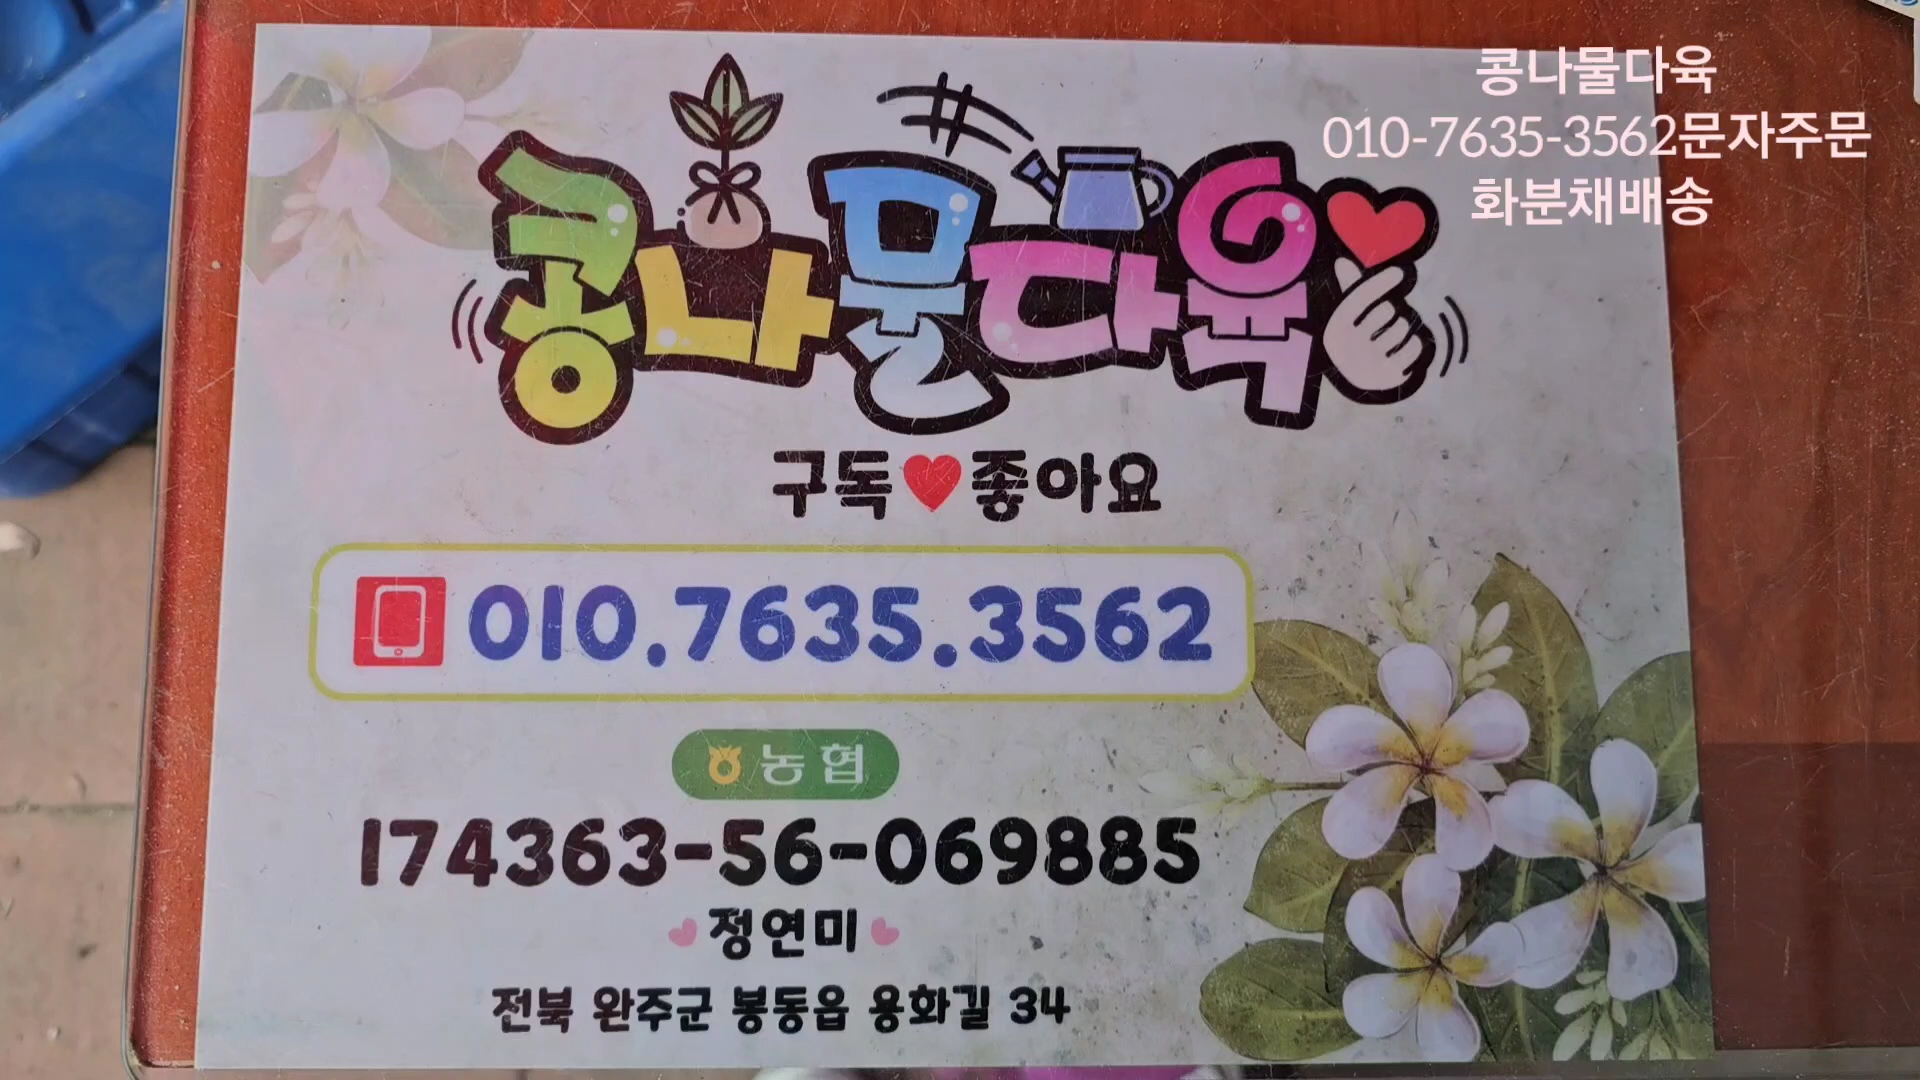 콩나물다육
010-7635-3562문자주문
화분채배송
콩나물다육
구독♥좋아요
010.7635.3562
농협
174363-56-069885
정연미
전북 완주군 봉동읍 용화길 34